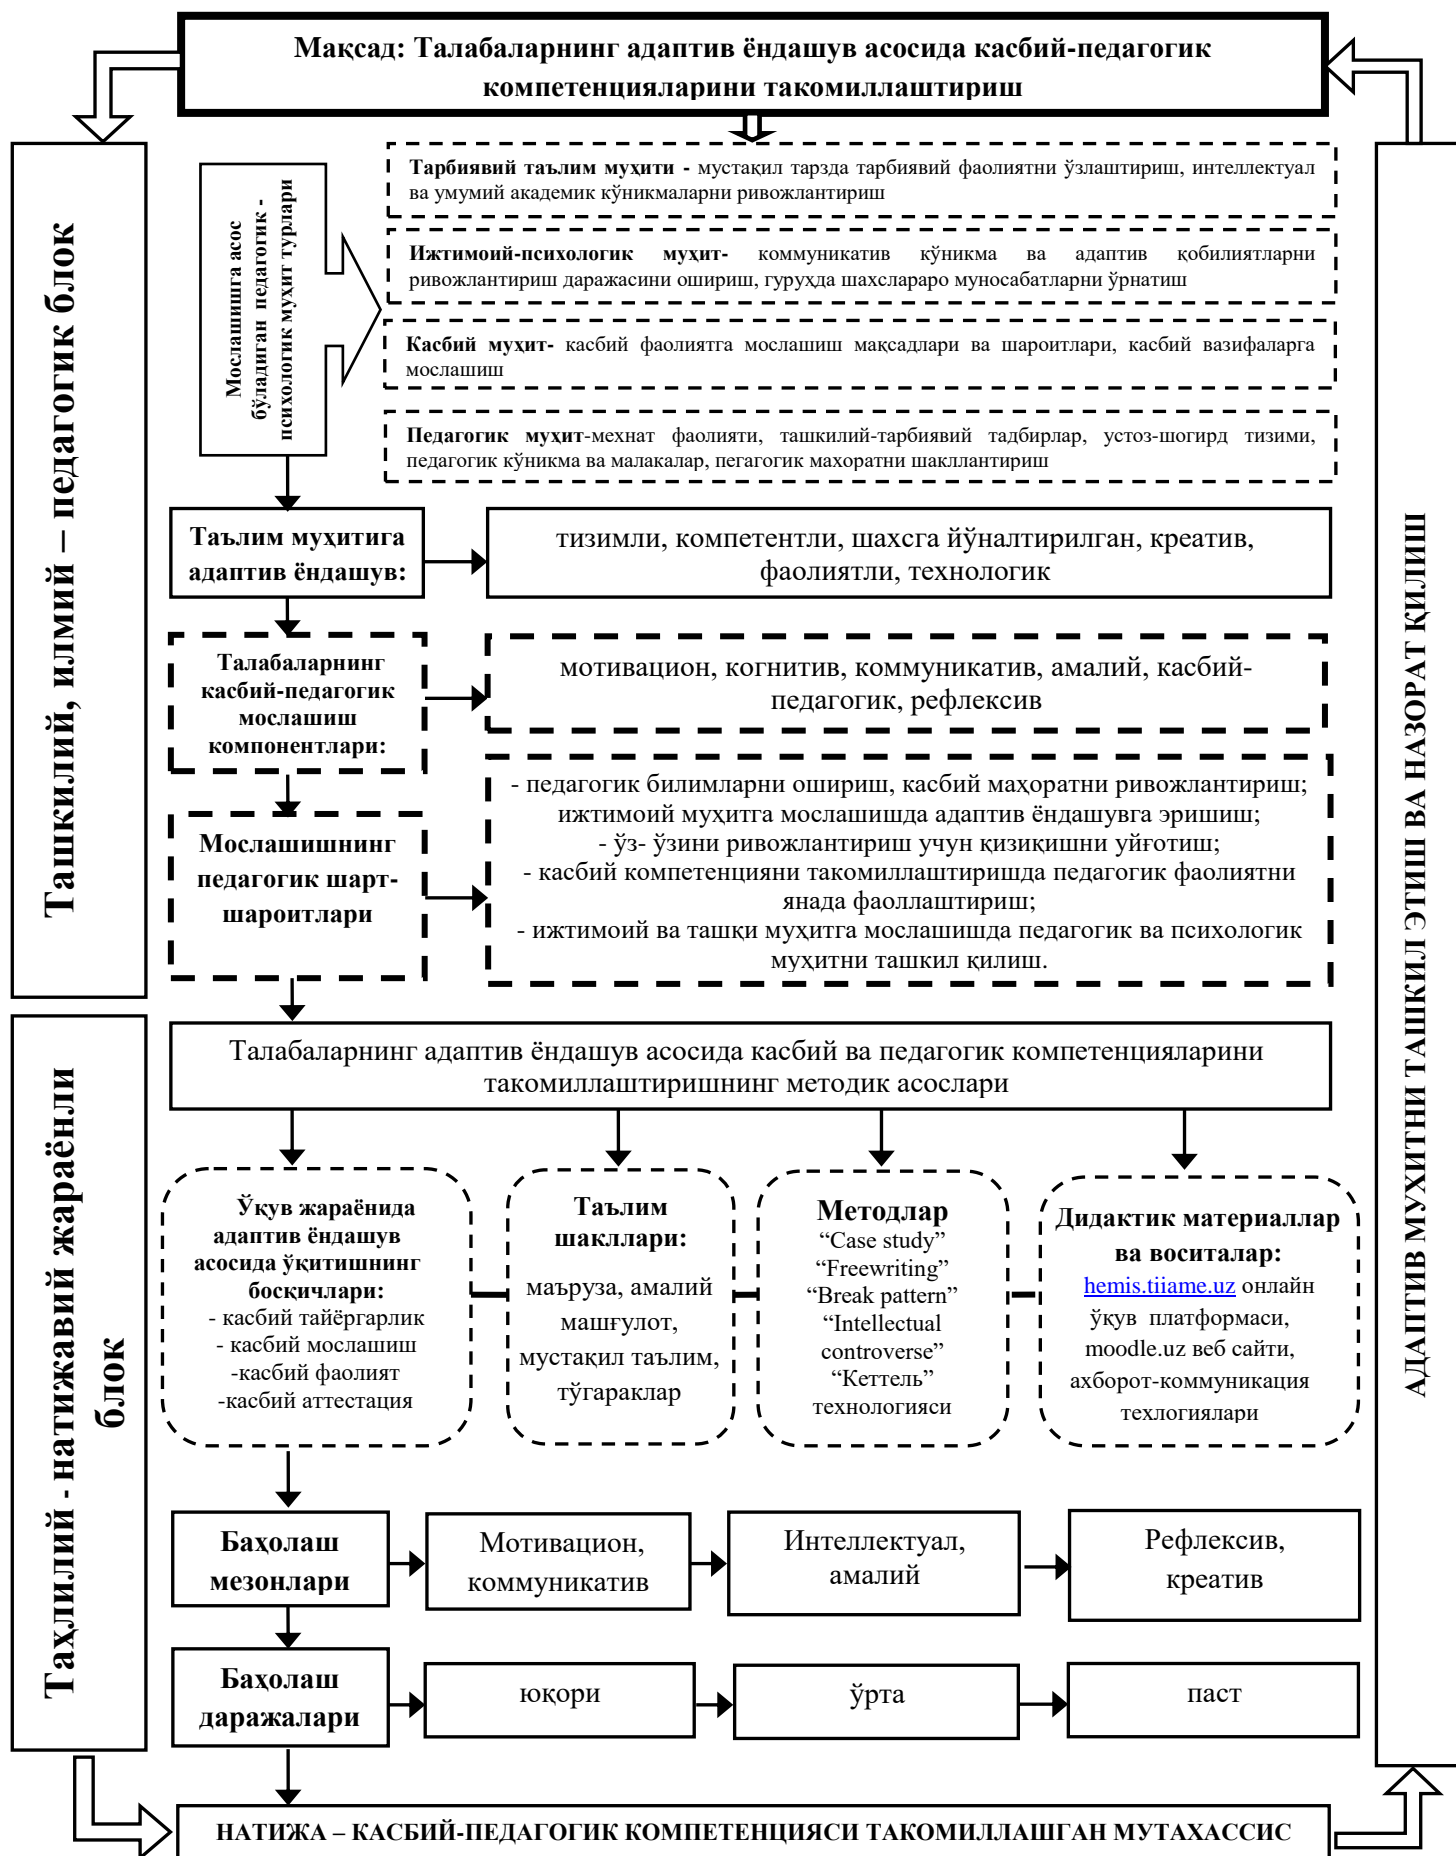 Мақсад: Талабаларнинг адаптив ёндашув асосида касбий-педагогик
компетенцияларини такомиллаштириш
Ташкилий, илмий – педагогик блок
Мослашишга асос
бўладиган педагогик -
психологик муҳит турлари
Тарбиявий таълим муҳити - мустақил тарзда тарбиявий фаолиятни ўзлаштириш, интеллектуал
ва умумий академик кўникмаларни ривожлантириш
Ижтимоий-психологик муҳит- коммуникатив кўникма ва адаптив қобилиятларни
ривожлантириш даражасини ошириш, гуруҳда шахслараро муносабатларни ўрнатиш
Касбий муҳит- касбий фаолиятга мослашиш мақсадлари ва шароитлари, касбий вазифаларга
мослашиш
Педагогик муҳит-мехнат фаолияти, ташкилий-тарбиявий тадбирлар, устоз-шогирд тизими,
педагогик кўникма ва малакалар, пегагогик махоратни шакллантириш
Таълим муҳитига
адаптив ёндашув:
тизимли, компетентли, шахсга йўналтирилган, креатив,
фаолиятли, технологик
Талабаларнинг
касбий-педагогик
мослашиш
компонентлари:
мотивацион, когнитив, коммуникатив, амалий, касбий-
педагогик, рефлексив
Мослашишнинг
педагогик шарт-
шароитлари
- педагогик билимларни ошириш, касбий маҳоратни ривожлантириш;
ижтимоий муҳитга мослашишда адаптив ёндашувга эришиш;
- ўз- ўзини ривожлантириш учун қизиқишни уйғотиш;
- касбий компетенцияни такомиллаштиришда педагогик фаолиятни
янада фаоллаштириш;
- ижтимоий ва ташқи муҳитга мослашишда педагогик ва психологик
муҳитни ташкил қилиш.
АДАПТИВ МУХИТНИ ТАШКИЛ ЭТИШ ВА НАЗОРАТ ҚИЛИШ
Таҳлилий - натижавий жараёнли
блок
Талабаларнинг адаптив ёндашув асосида касбий ва педагогик компетенцияларини
такомиллаштиришнинг методик асослари
Ўқув жараёнида
адаптив ёндашув
асосида ўқитишнинг
босқичлари:
- касбий тайёргарлик
- касбий мослашиш
-касбий фаолият
-касбий аттестация
Таълим
шакллари:
маъруза, амалий
машғулот,
мустақил таълим,
тўгараклар
Методлар
“Case study”
“Freewriting”
“Break pattern”
“Intellectual
controverse”
“Кеттель”
технологияси
Дидактик материаллар
ва воситалар:
hemis.tiiame.uz онлайн
ўқув платформаси,
moodle.uz веб сайти,
ахборот-коммуникация
техлогиялари
Баҳолаш
мезонлари
Мотивацион,
коммуникатив
Интеллектуал,
амалий
Рефлексив,
креатив
Баҳолаш
даражалари
юқори
ўрта
паст
НАТИЖА – КАСБИЙ-ПЕДАГОГИК КОМПЕТЕНЦИЯСИ ТАКОМИЛЛАШГАН МУТАХАССИС